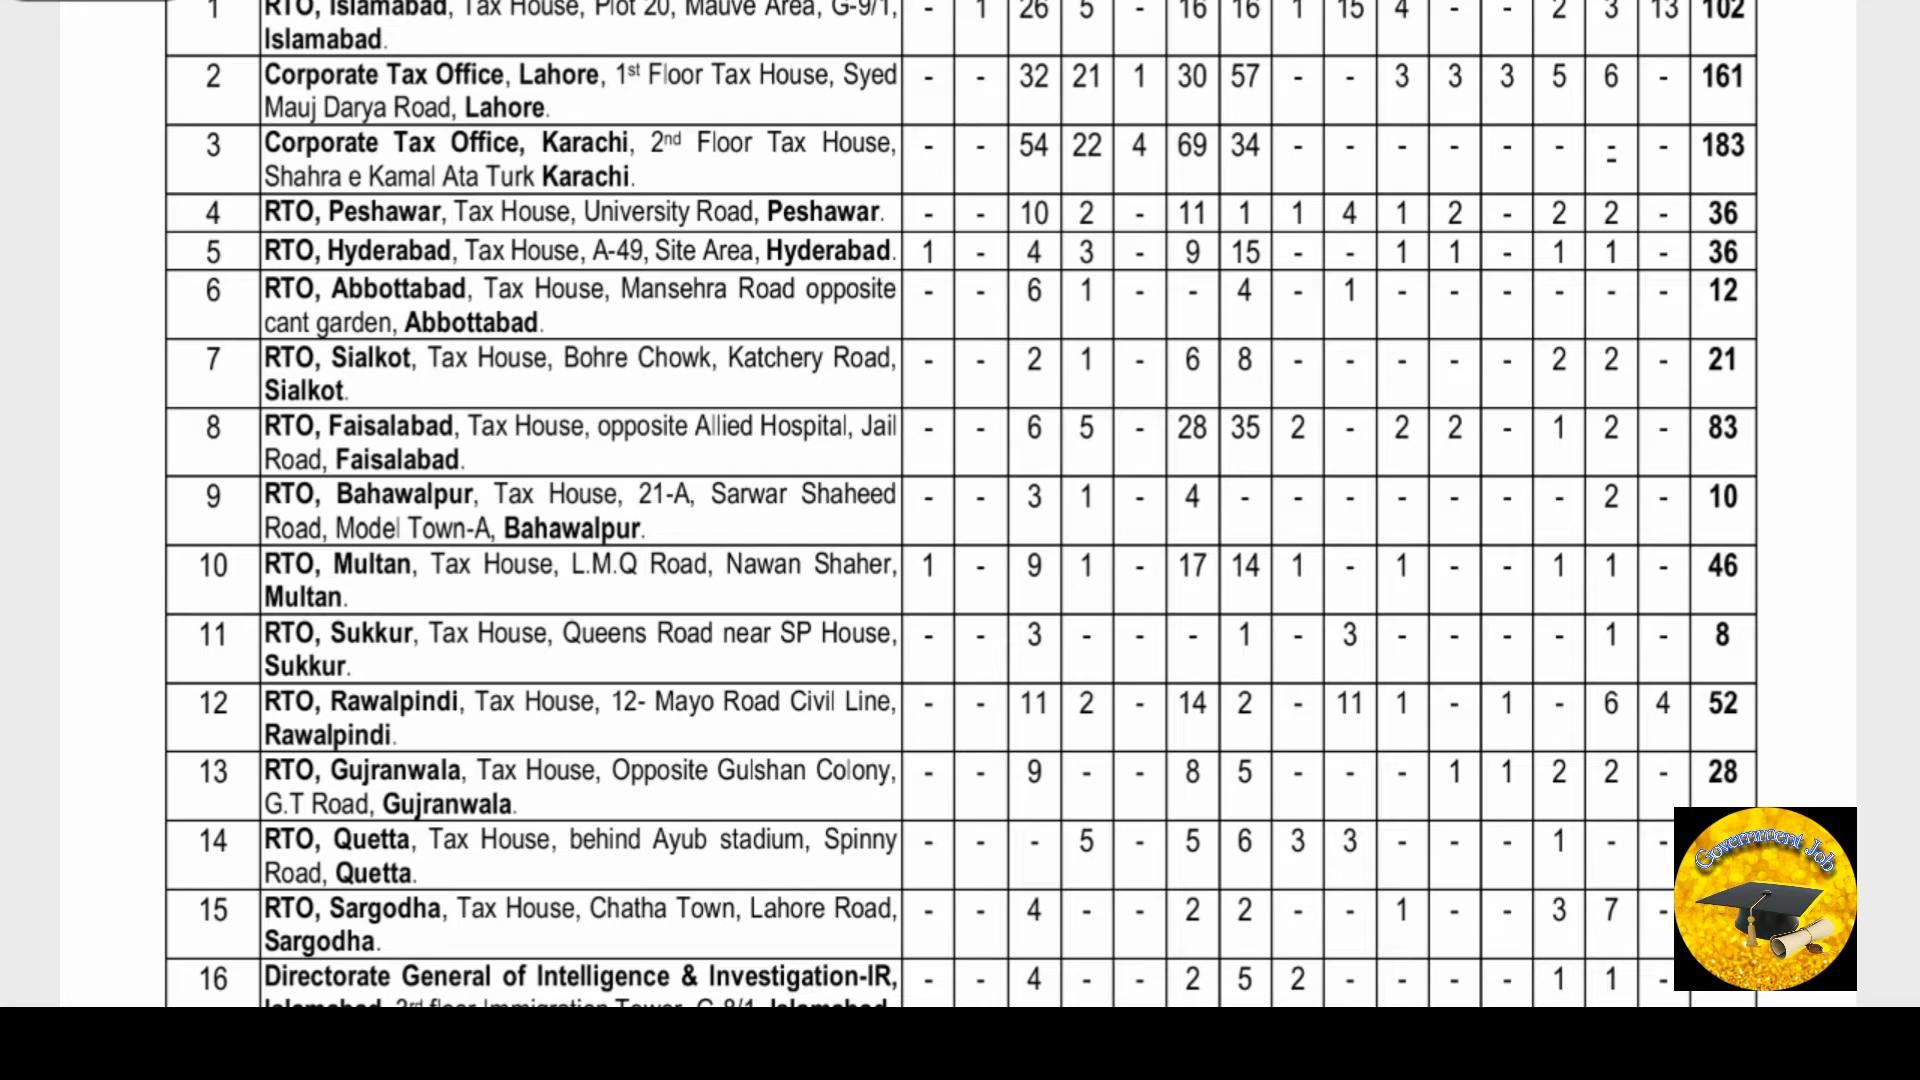 1 RTO, Islamabad, Tax House, Plot 20, Mauve Area, G-9/1, - 1 26 5 - 16 16 1 15 4 - - 2 3 13 102
Islamabad.
2 Corporate Tax Office, Lahore, 1st Floor Tax House, Syed - - 32 21 1 30 57 - - 3 3 3 5 6 - 161
Mauj Darya Road, Lahore.
3 Corporate Tax Office, Karachi, 2nd Floor Tax House, - - 54 22 4 69 34 - - - - - - - - 183
Shahra e Kamal Ata Turk Karachi.
4 RTO, Peshawar, Tax House, University Road, Peshawar. - - 10 2 - 11 1 1 4 1 2 - 2 2 - 36
5 RTO, Hyderabad, Tax House, A-49, Site Area, Hyderabad. 1 - 4 3 - 9 15 - - 1 1 - 1 1 - 36
6 RTO, Abbottabad, Tax House, Mansehra Road opposite - - 6 1 - - 4 - 1 - - - - - - 12
cant garden, Abbottabad.
7 RTO, Sialkot, Tax House, Bohre Chowk, Katchery Road, - - 2 1 - 6 8 - - - - - 2 2 - 21
Sialkot.
8 RTO, Faisalabad, Tax House, opposite Allied Hospital, Jail - - 6 5 - 28 35 2 - 2 2 - 1 2 - 83
Road, Faisalabad.
9 RTO, Bahawalpur, Tax House, 21-A, Sarwar Shaheed - - 3 1 - 4 - - - - - - - 2 - 10
Road, Model Town-A, Bahawalpur.
10 RTO, Multan, Tax House, L.M.Q Road, Nawan Shaher, 1 - 9 1 - 17 14 1 - 1 - - 1 1 - 46
Multan.
11 RTO, Sukkur, Tax House, Queens Road near SP House, - - 3 - - - 1 - 3 - - - - 1 - 8
Sukkur.
12 RTO, Rawalpindi, Tax House, 12- Mayo Road Civil Line, - - 11 2 - 14 2 - 11 1 - 1 - 6 4 52
Rawalpindi.
13 RTO, Gujranwala, Tax House, Opposite Gulshan Colony, - - 9 - - 8 5 - - - 1 1 2 2 - 28
G.T Road, Gujranwala.
14 RTO, Quetta, Tax House, behind Ayub stadium, Spinny - - - 5 - 5 6 3 3 - - - 1 - -
Road, Quetta.
15 RTO, Sargodha, Tax House, Chatha Town, Lahore Road, - - 4 - - 2 2 - - 1 - - 3 7 -
Sargodha.
16 Directorate General of Intelligence & Investigation-IR, - - 4 - - 2 5 2 - - - - 1 1 -
Islamabad, 3rd floor Immigration Tower, G-8/1, Islamabad.
Government Job